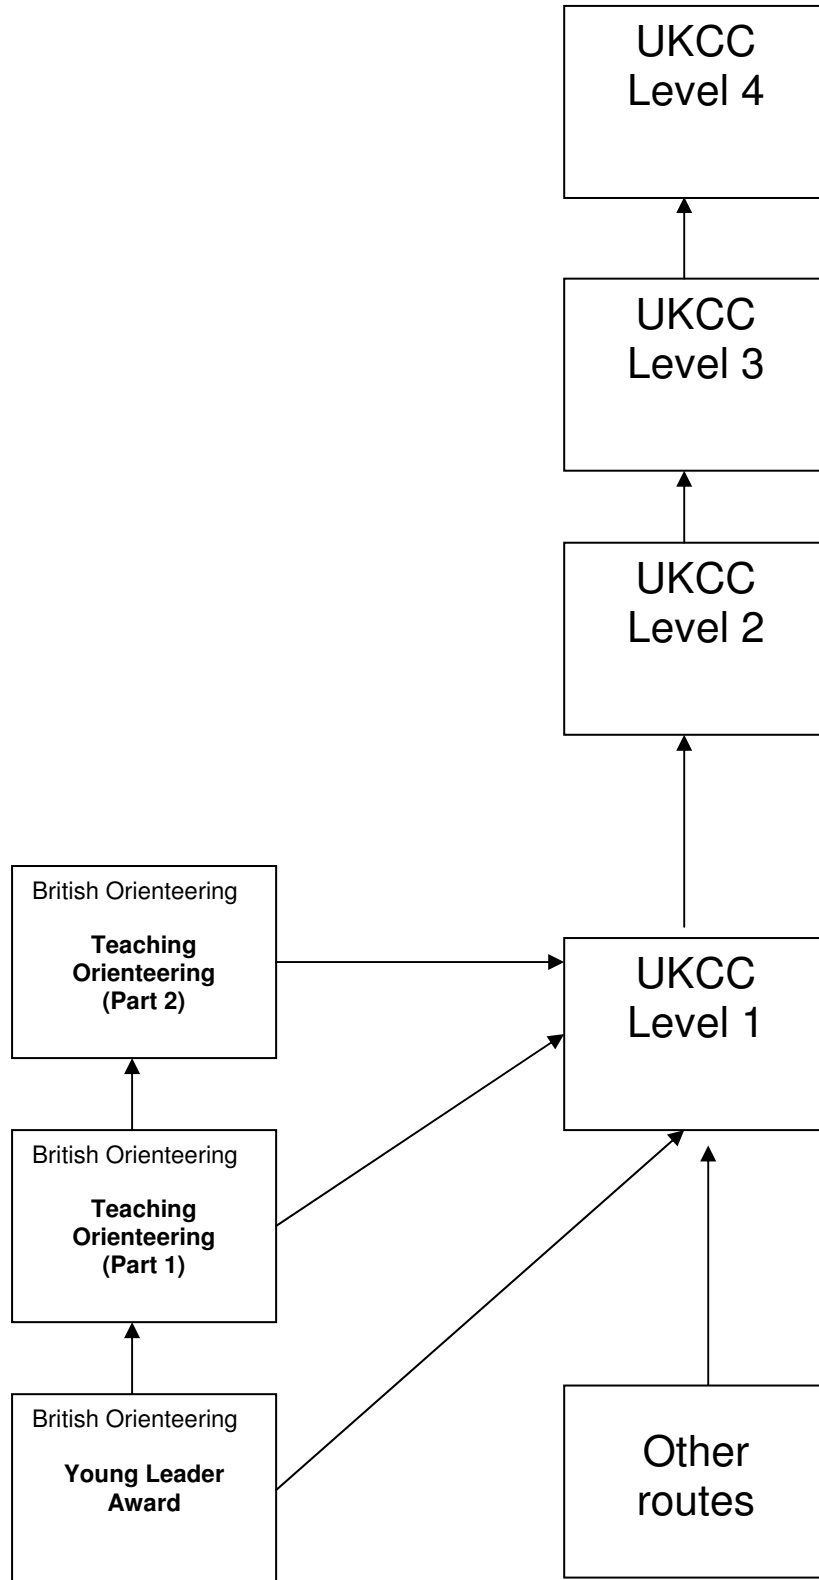 UKCC
Level 4
UKCC
Level 3
UKCC
Level 2
British Orienteering
Teaching
Orienteering
(Part 2)
UKCC
Level 1
British Orienteering
Teaching
Orienteering
(Part 1)
British Orienteering
Young Leader
Award
Other
routes